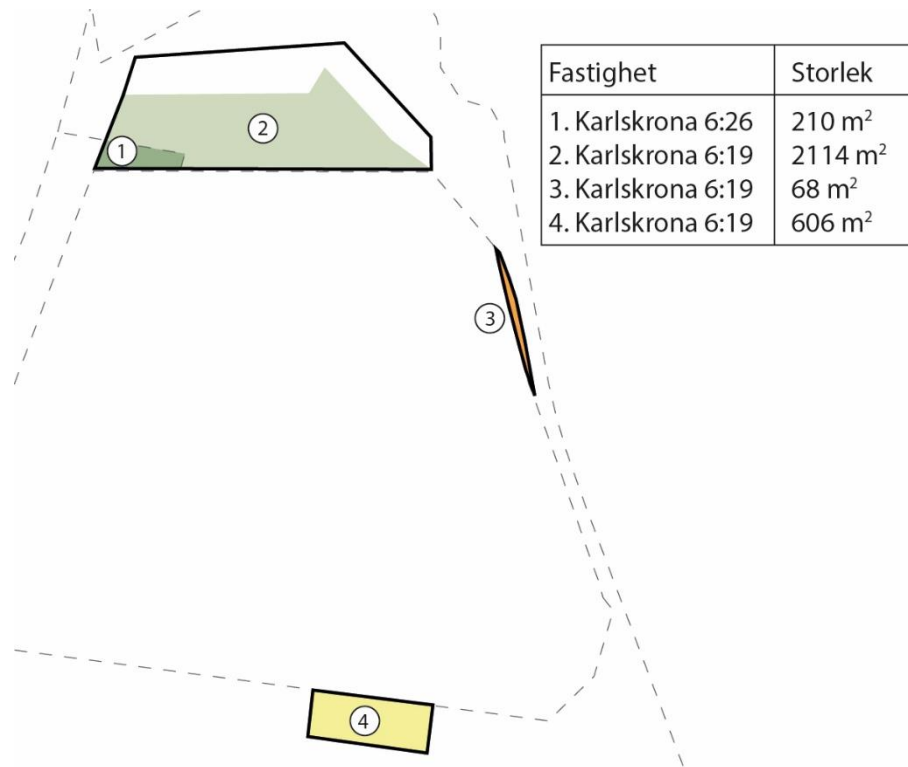 Fastighet Storlek
1. Karlskrona 6:26 210 m²
2. Karlskrona 6:19 2114 m²
3. Karlskrona 6:19 68 m²
4. Karlskrona 6:19 606 m²
1
2
3
4